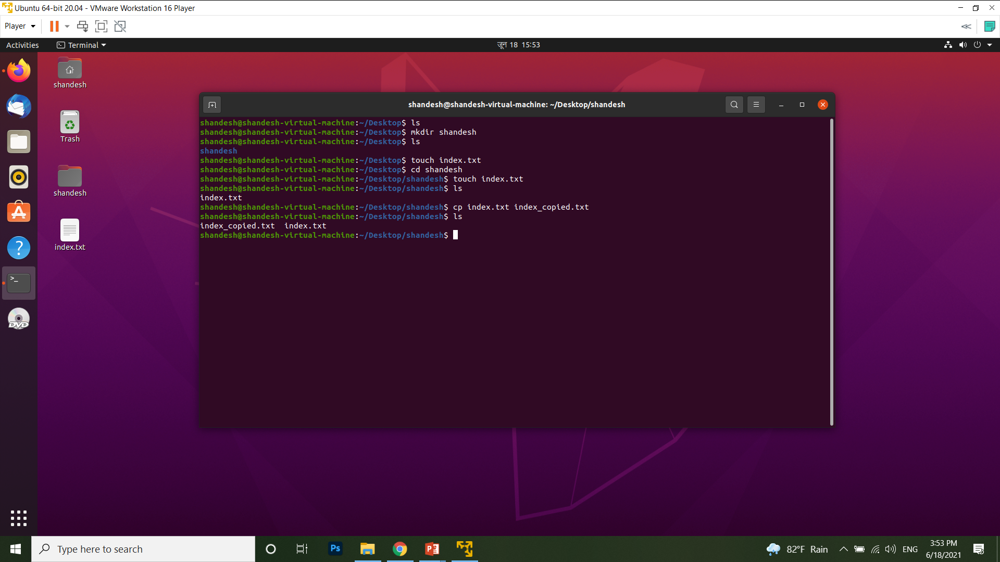 Ubuntu 64-bit 20.04 - VMware Workstation 16 Player
Player
Activities
Terminal
जून 18 15:53
shandesh
Trash
shandesh
index.txt
DVD
shandesh@shandesh-virtual-machine: ~/Desktop/shandesh
shandesh@shandesh-virtual-machine:~/Desktop$ ls
shandesh@shandesh-virtual-machine:~/Desktop$ mkdir shandesh
shandesh@shandesh-virtual-machine:~/Desktop$ ls
shandesh
shandesh@shandesh-virtual-machine:~/Desktop$ touch index.txt
shandesh@shandesh-virtual-machine:~/Desktop$ cd shandesh
shandesh@shandesh-virtual-machine:~/Desktop/shandesh$ touch index.txt
shandesh@shandesh-virtual-machine:~/Desktop/shandesh$ ls
index.txt
shandesh@shandesh-virtual-machine:~/Desktop/shandesh$ cp index.txt index_copied.txt
shandesh@shandesh-virtual-machine:~/Desktop/shandesh$ ls
index_copied.txt  index.txt
shandesh@shandesh-virtual-machine:~/Desktop/shandesh$
Type here to search
Ps
P
82°F Rain
ENG
3:53 PM
6/18/2021